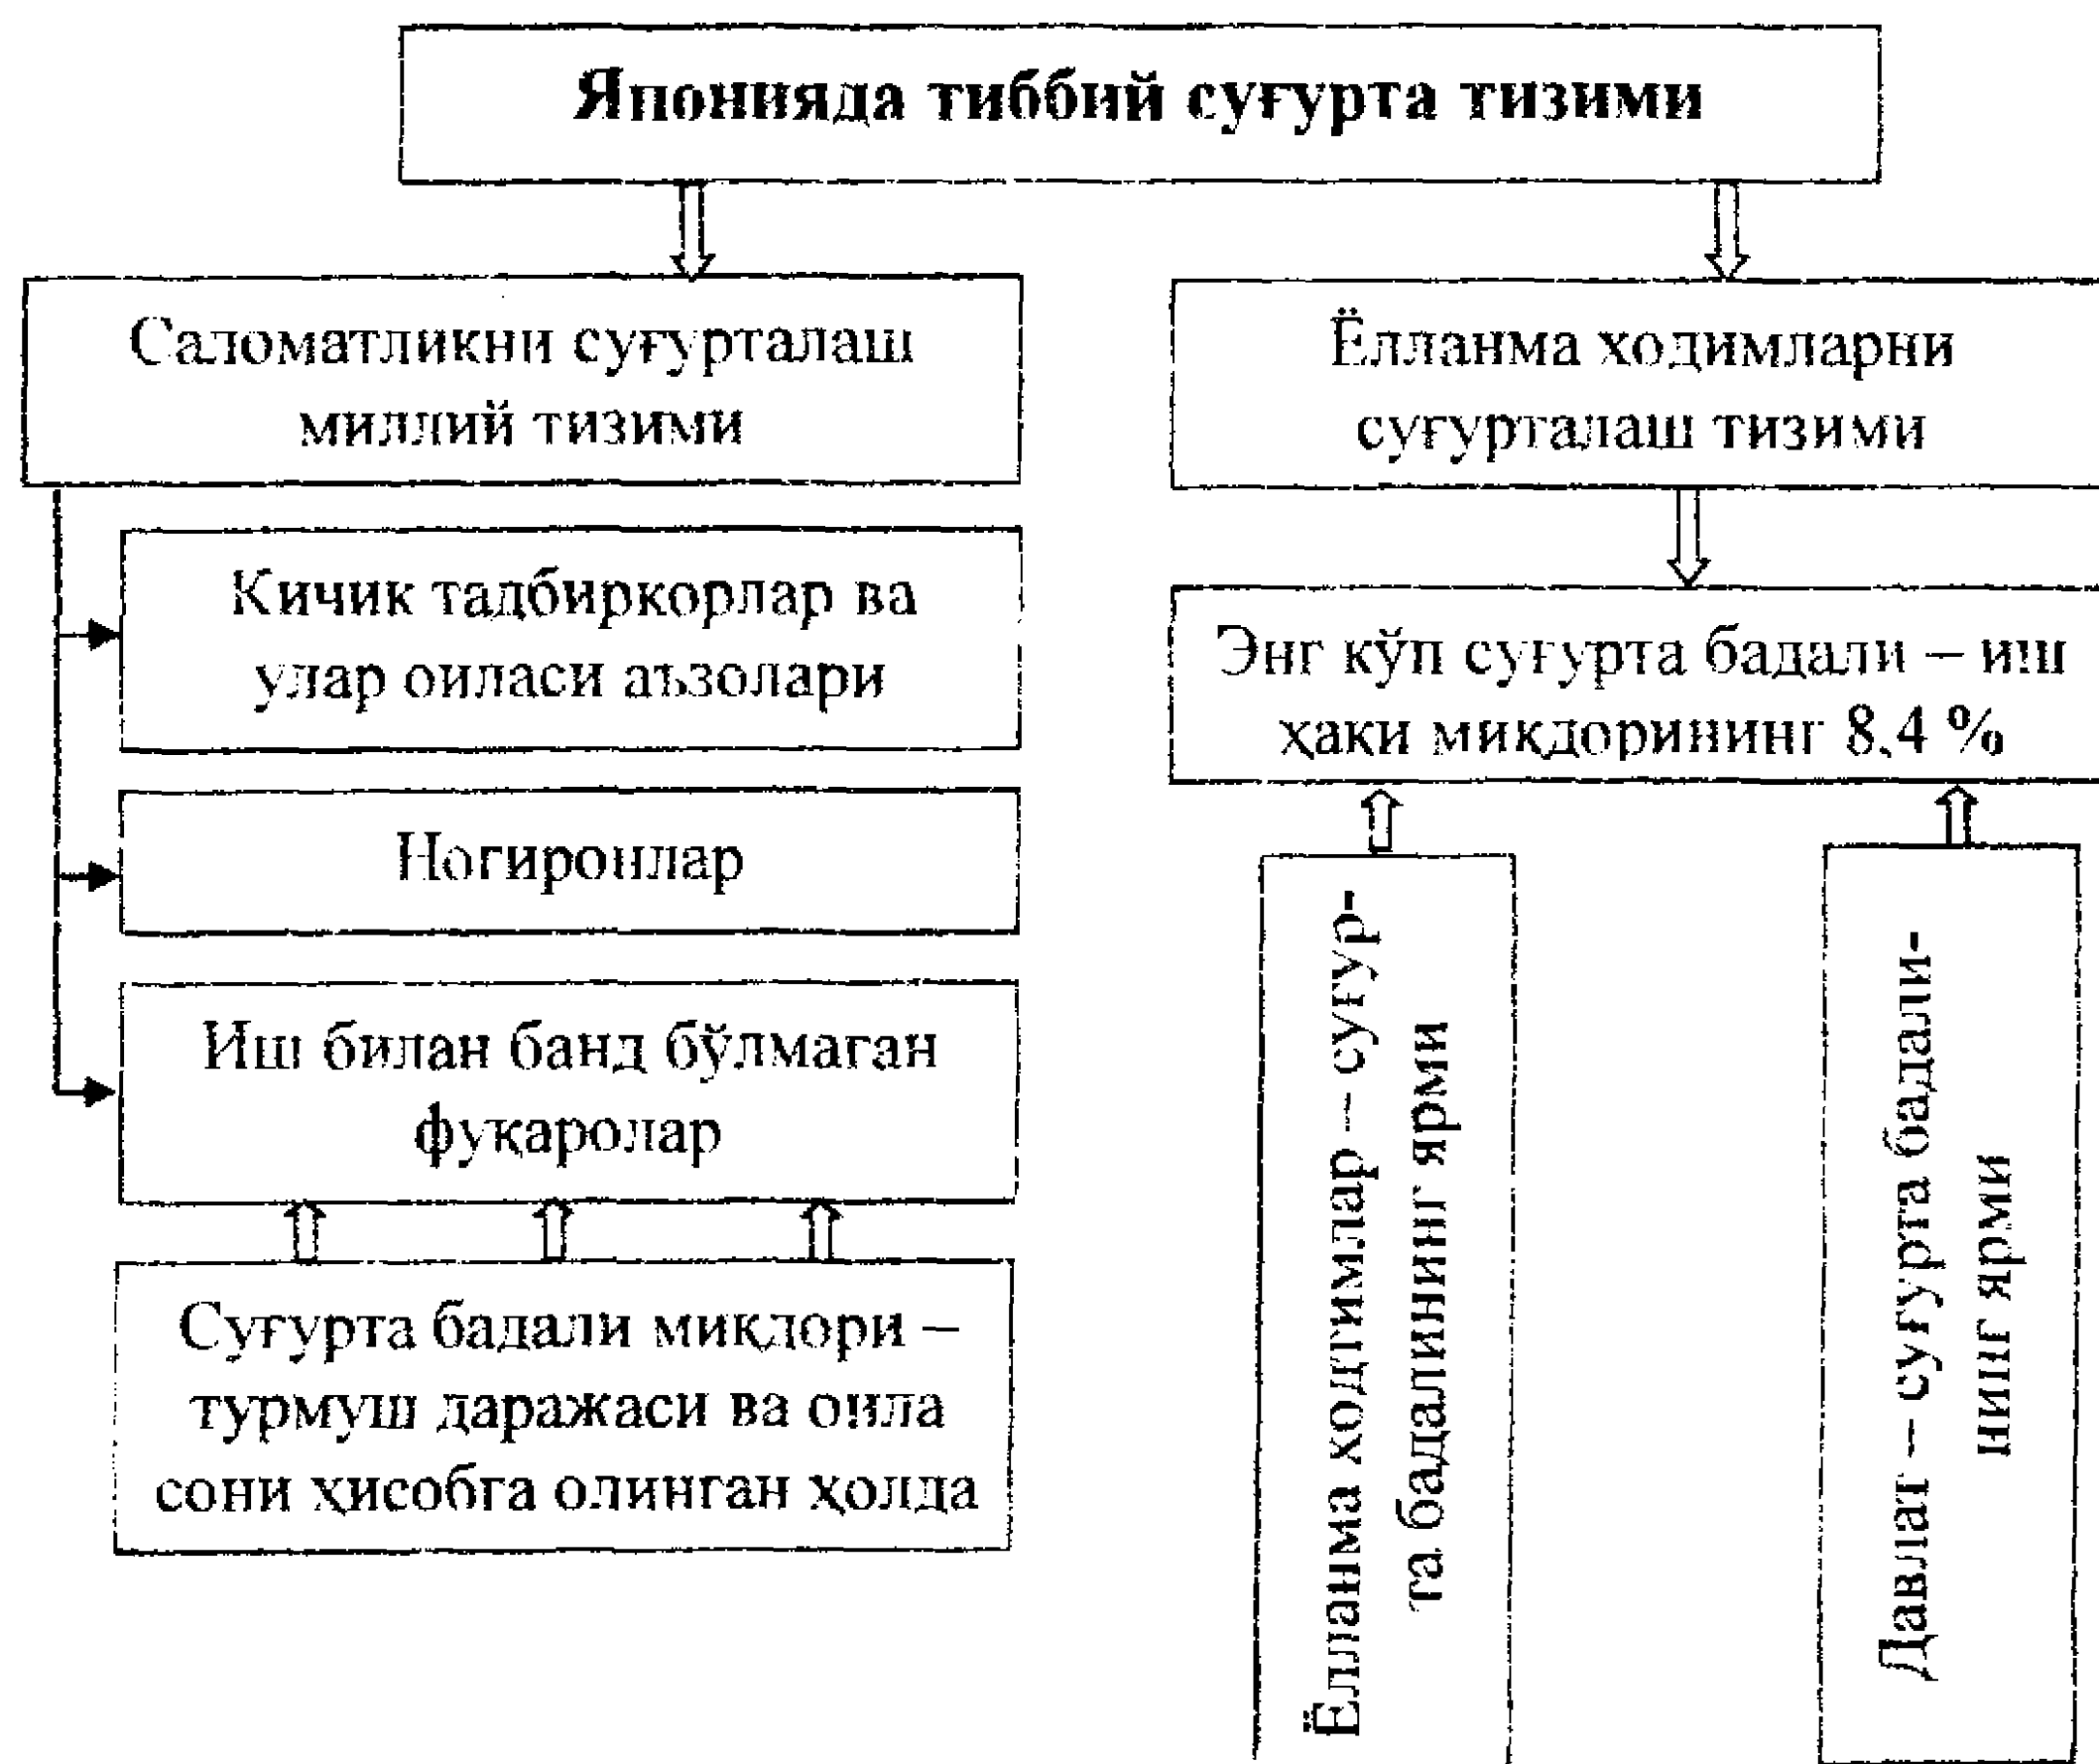 Японияда тиббий суғурта тизими
Саломатликни суғурталаш
миллий тизими
Кичик тадбиркорлар ва
улар оиласи аъзолари
Ногиронлар
Иш билан банд бўлмаган
фуқаролар
Суғурта бадали миқдори –
турмуш даражаси ва оила
сони ҳисобга олинган ҳолда
Ёлланма ходимларни
суғурталаш тизими
Энг кўп суғурта бадали – иш
ҳақи миқдорининг 8,4 %
Ёлланма ходтимлар – суғур-
та бадалининг ярми
Давлат – суғурта бадали-
нинг ярми